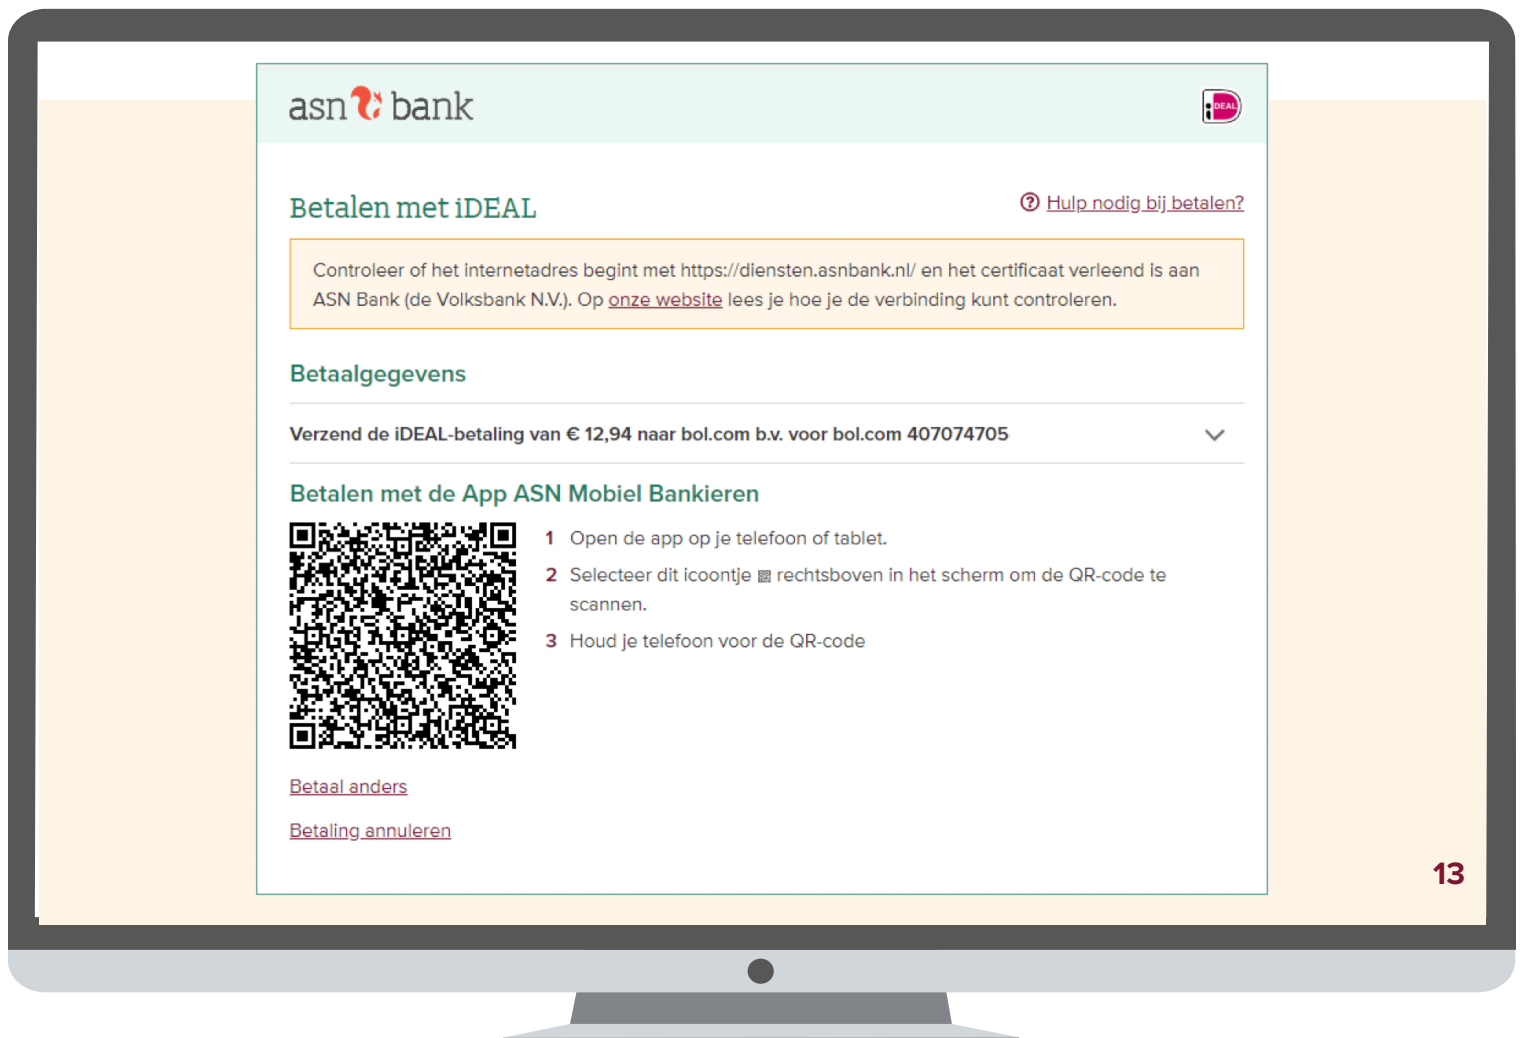 asn bank
iDEAL
Betalen met iDEAL
Hulp nodig bij betalen?
Controleer of het internetadres begint met https://diensten.asnbank.nl/ en het certificaat verleend is aan
ASN Bank (de Volksbank N.V.). Op onze website lees je hoe je de verbinding kunt controleren.
Betaalgegevens
Verzend de iDEAL-betaling van € 12,94 naar bol.com b.v. voor bol.com 407074705
Betalen met de App ASN Mobiel Bankieren
1 Open de app op je telefoon of tablet.
2 Selecteer dit icoontje rechtsboven in het scherm om de QR-code te
scannen.
3 Houd je telefoon voor de QR-code
Betaal anders
Betaling annuleren
13